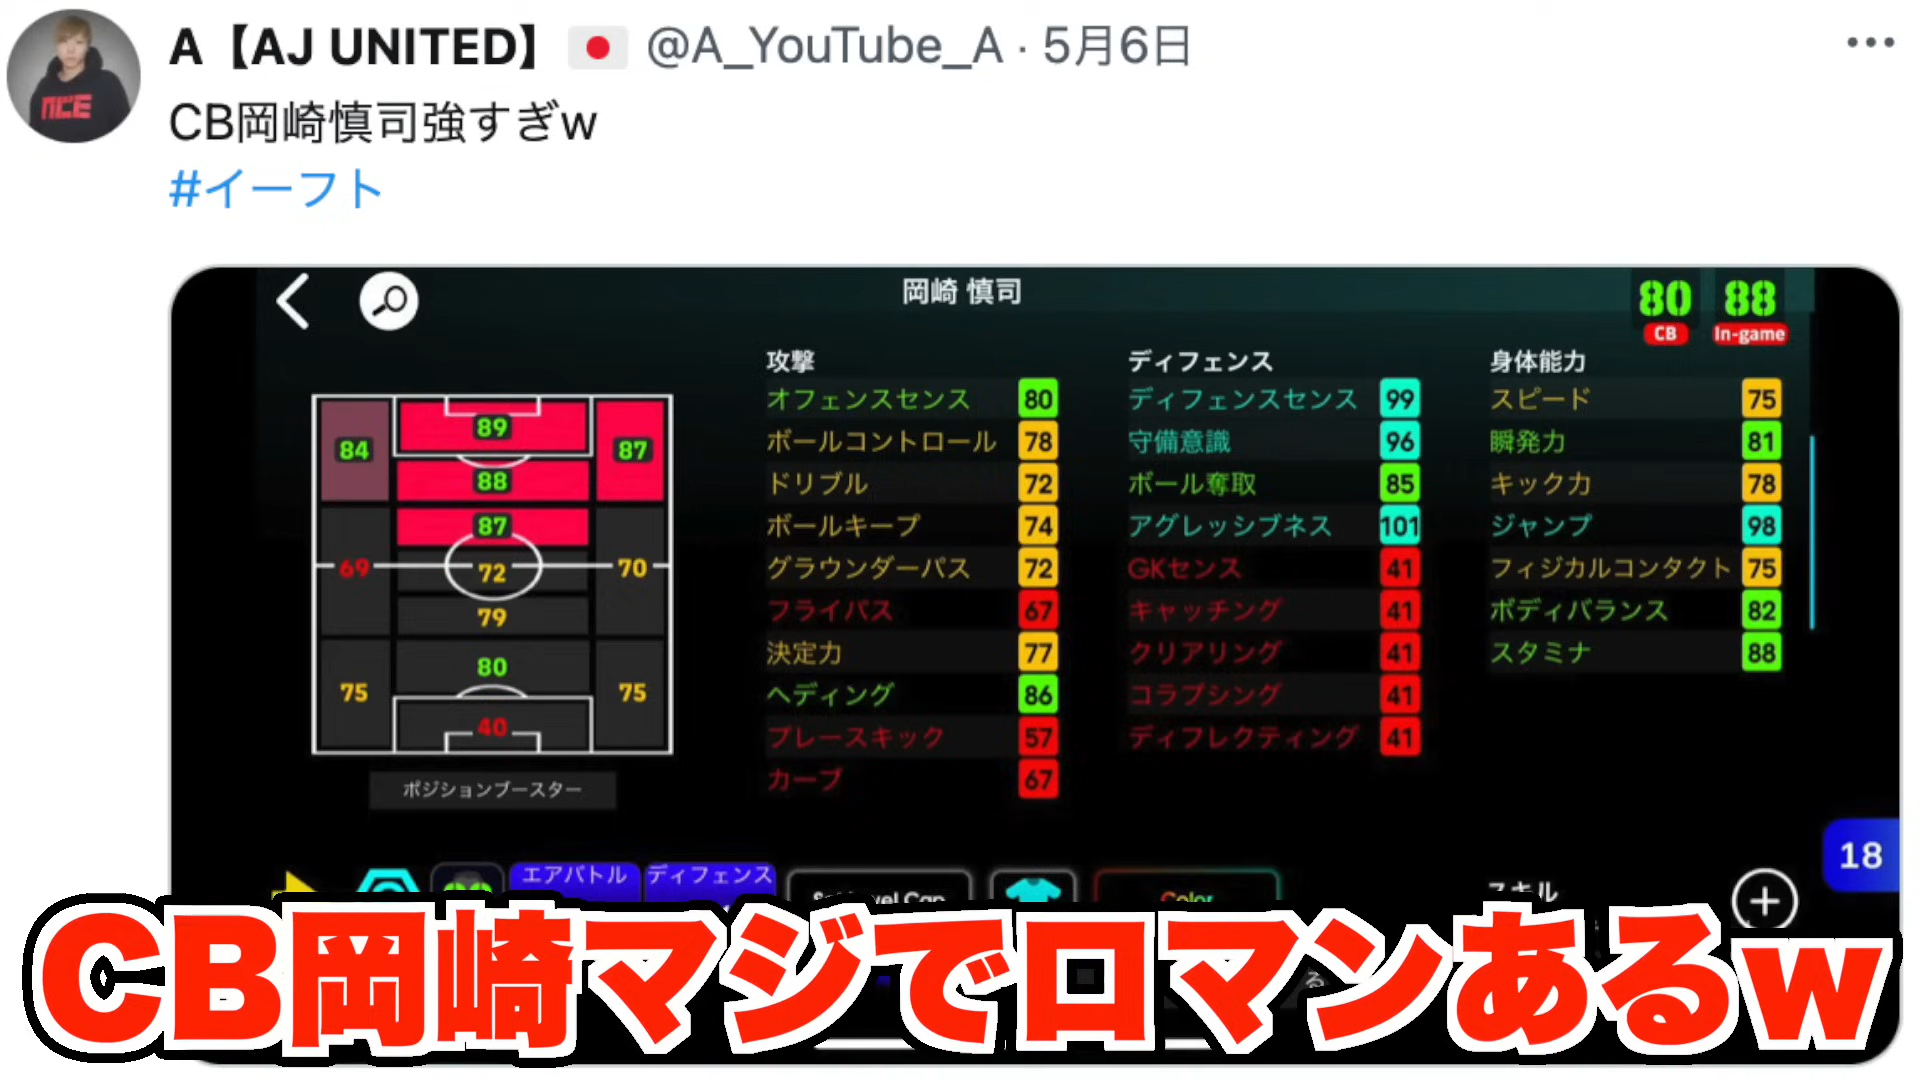 A【AJ UNITED】 @A_YouTube_A · 5月6日
CB岡崎慎司強すぎw
#イーフト
岡崎 慎司
80 88
CB In-game
攻撃
オフェンスセンス 80
ボールコントロール 78
ドリブル 72
ボールキープ 74
グラウンダーパス 72
フライパス 67
決定力 77
ヘディング 86
プレースキック 57
カーブ 67
ディフェンス
ディフェンスセンス 99
守備意識 96
ボール奪取 85
アグレッシブネス 101
GKセンス 41
キャッチング 41
クリアリング 41
コラプシング 41
ディフレクティング 41
身体能力
スピード 75
瞬発力 81
キック力 78
ジャンプ 98
フィジカルコンタクト 75
ボディバランス 82
スタミナ 88
84 89 87
88
87
69 72 70
79
80
75 75
40
ポジションブースター
18
エアバトル ディフェンス
Color
スキル
CB岡崎マジでロマンあるw